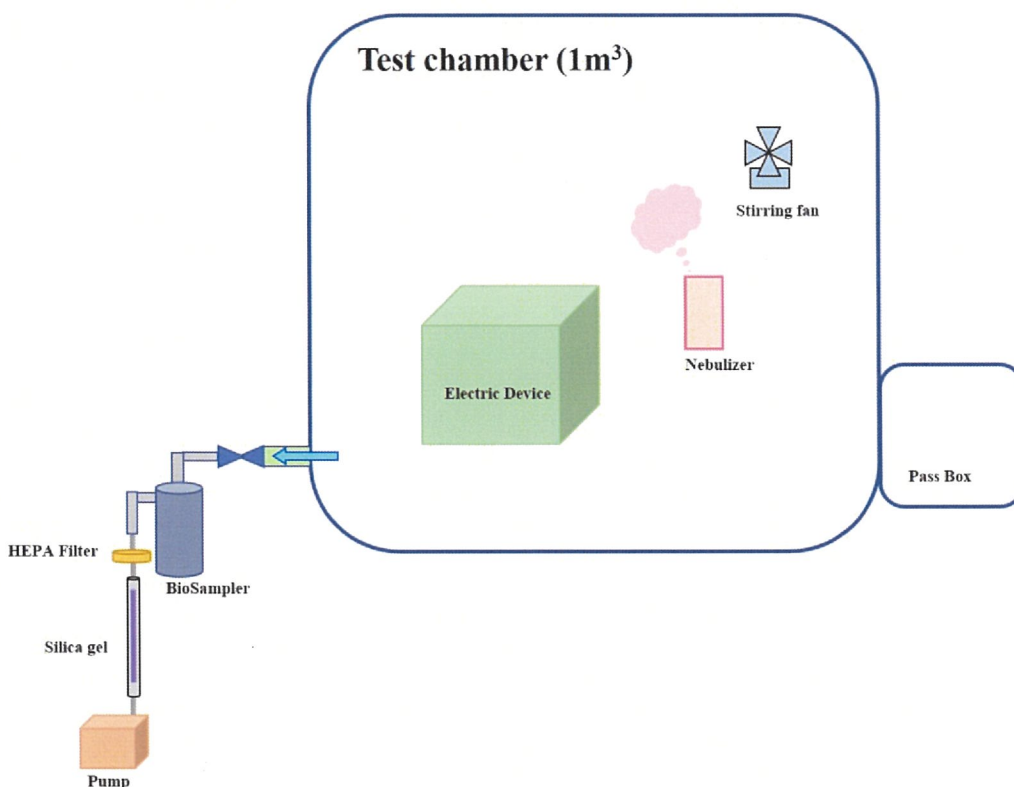 Test chamber (1m³)
Stirring fan
Nebulizer
Electric Device
Pass Box
HEPA Filter
BioSampler
Silica gel
Pump